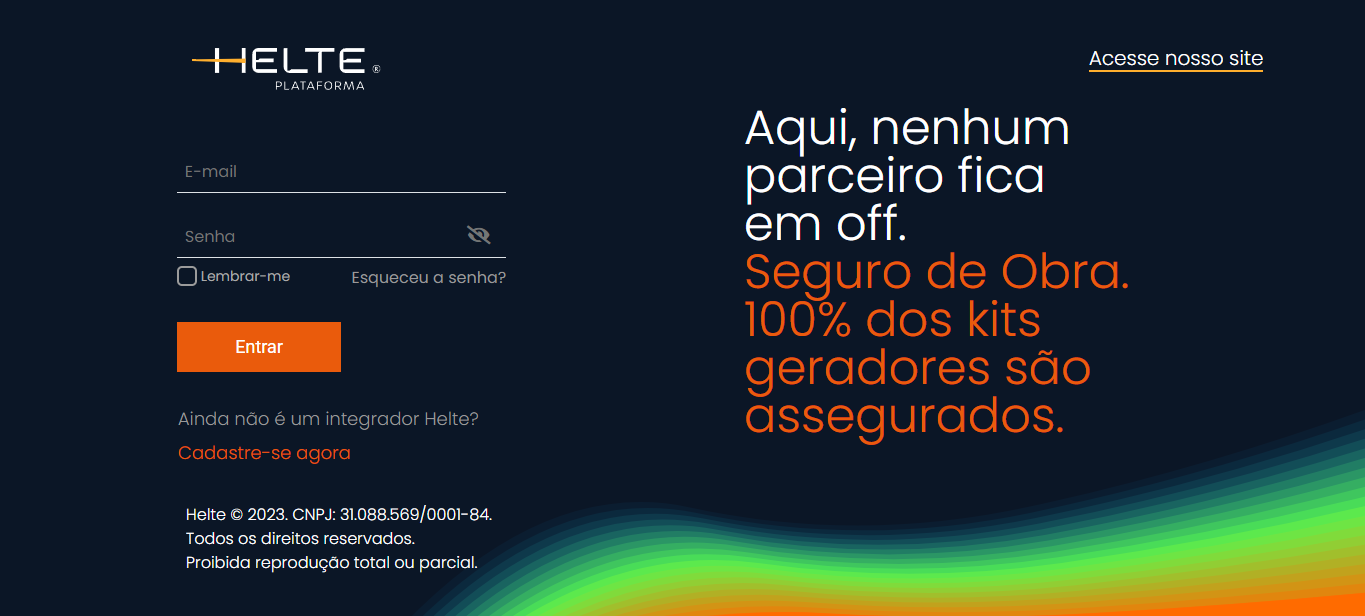 HELTE ®
PLATAFORMA
Acesse nosso site
E-mail
Senha
Lembrar-me
Esqueceu a senha?
Entrar
Ainda não é um integrador Helte?
Cadastre-se agora
Helte © 2023. CNPJ: 31.088.569/0001-84.
Todos os direitos reservados.
Proibida reprodução total ou parcial.
Aqui, nenhum
parceiro fica
em off.
Seguro de Obra.
100% dos kits
geradores são
assegurados.